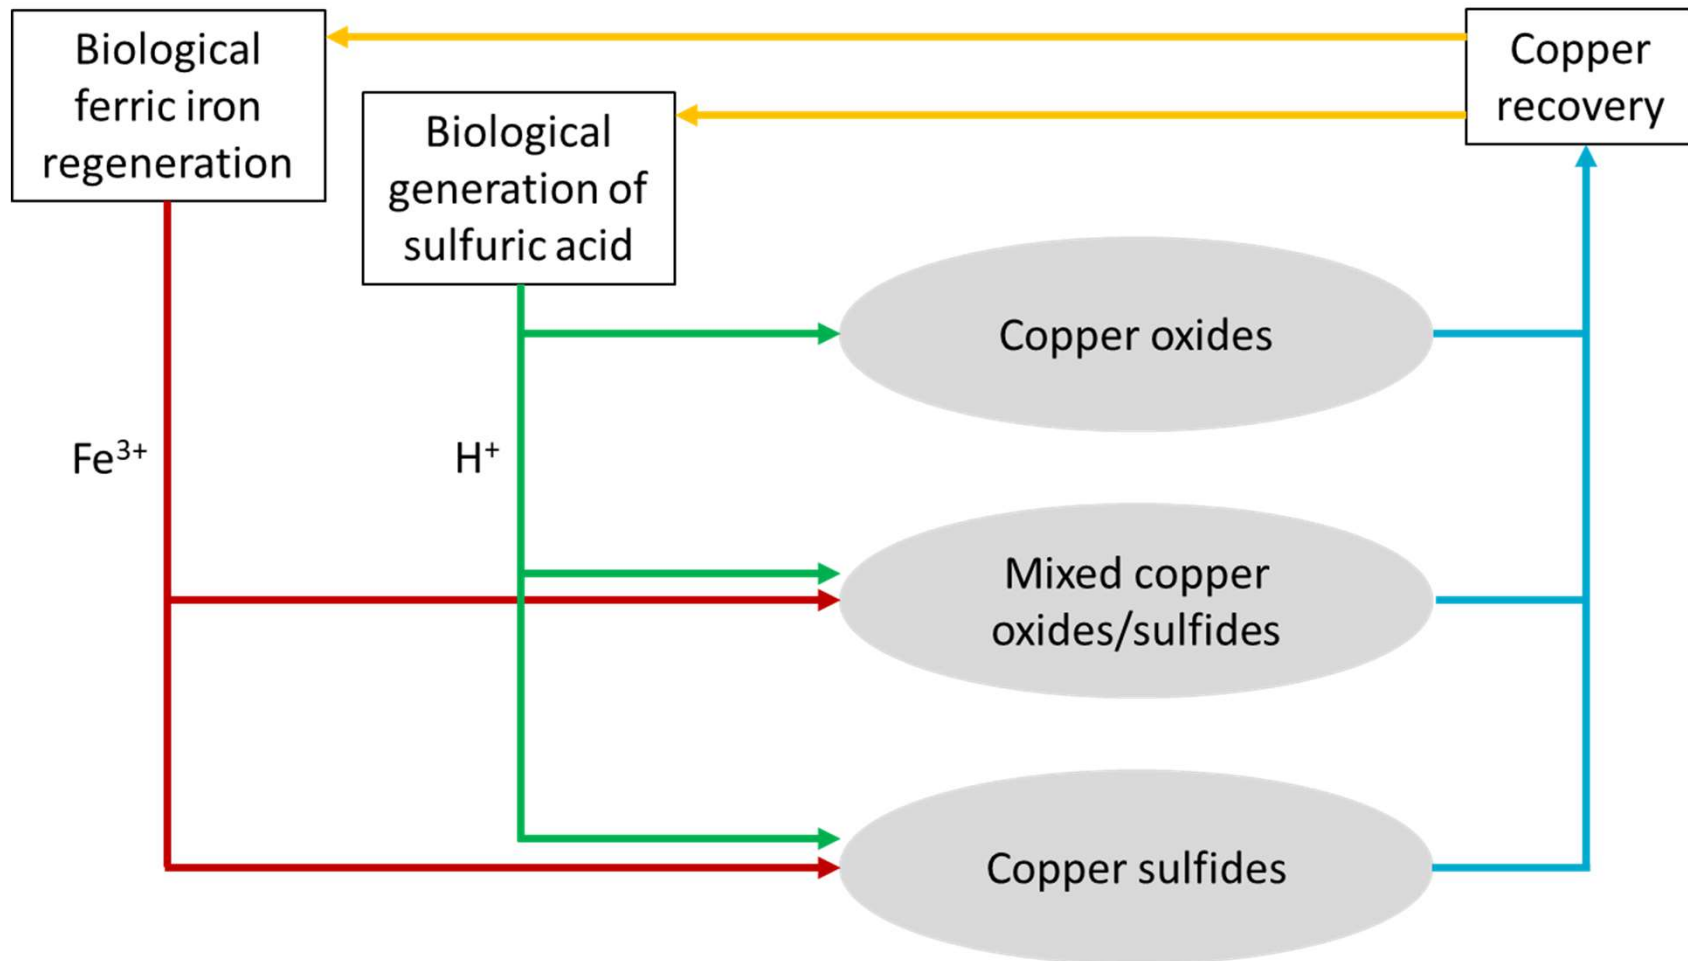 Biological
ferric iron
regeneration
Biological
generation of
sulfuric acid
Copper
recovery
Copper oxides
Fe³⁺
H⁺
Mixed copper
oxides/sulfides
Copper sulfides